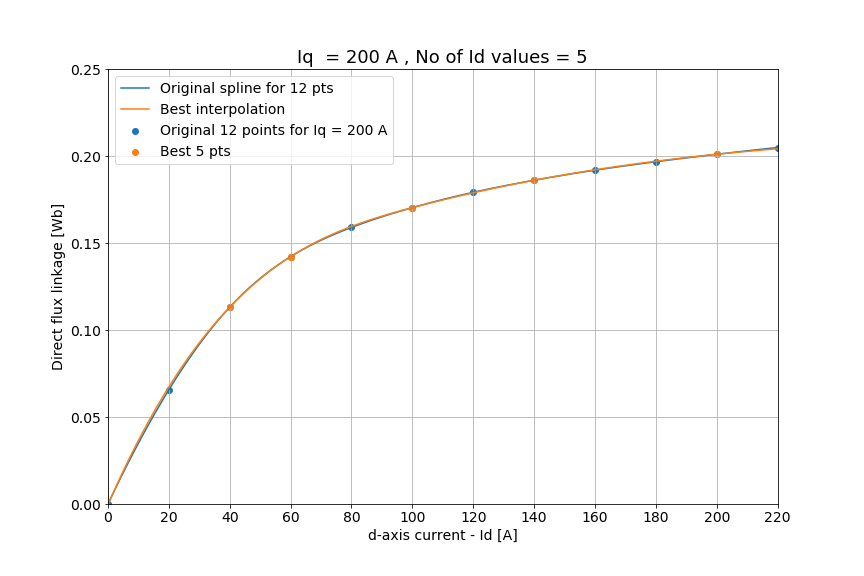 Iq  = 200 A , No of Id values = 5
Original spline for 12 pts
Best interpolation
Original 12 points for Iq = 200 A
Best 5 pts
0.25
0.20
0.15
0.10
0.05
0.00
Direct flux linkage [Wb]
0 20 40 60 80 100 120 140 160 180 200 220
d-axis current - Id [A]